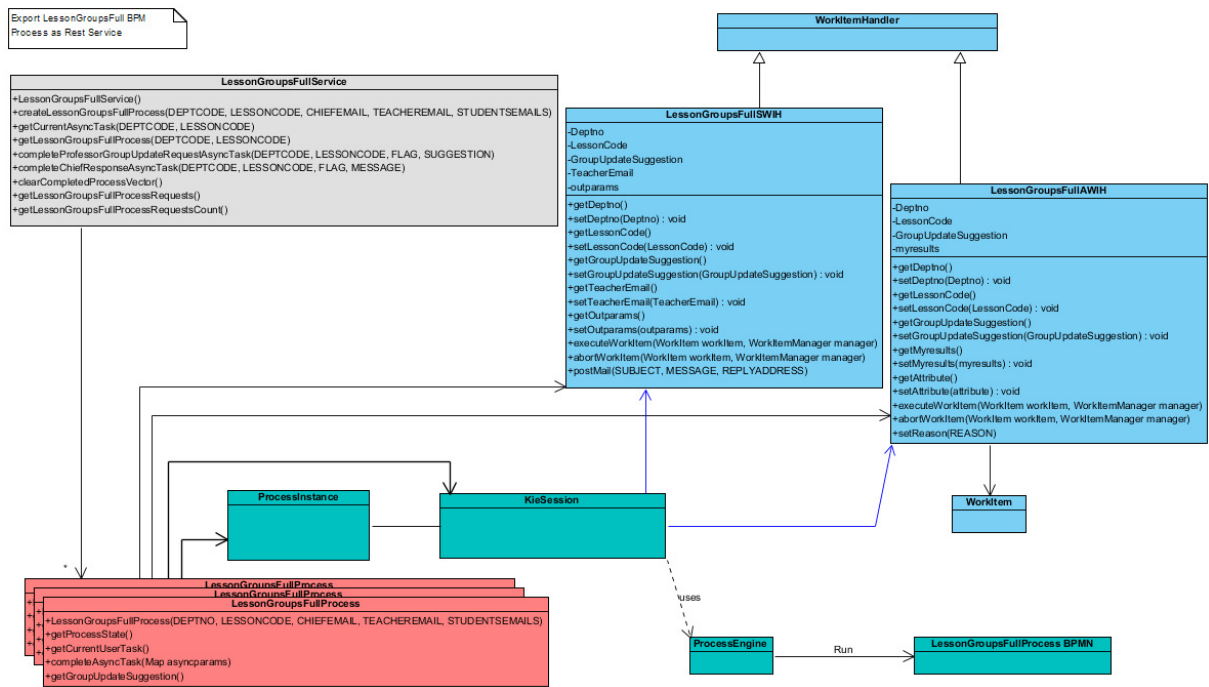 Export LessonGroupsFull BPM
Process as Rest Service
WorkItemHandler
LessonGroupsFullService
+LessonGroupsFullService()
+createLessonGroupsFullProcess(DEPTCODE, LESSONCODE, CHIEFEMAIL, TEACHEREMAIL, STUDENTSEMAILS)
+getCurrentAsyncTask(DEPTCODE, LESSONCODE)
+getLessonGroupsFullProcess(DEPTCODE, LESSONCODE)
+completeProfessorGroupUpdateRequestAsyncTask(DEPTCODE, LESSONCODE, FLAG, SUGGESTION)
+completeChiefResponseAsyncTask(DEPTCODE, LESSONCODE, FLAG, MESSAGE)
+clearCompletedProcessVector()
+getLessonGroupsFullProcessRequests()
+getLessonGroupsFullProcessRequestsCount()
LessonGroupsFullSWIH
-Deptno
-LessonCode
-GroupUpdateSuggestion
-TeacherEmail
-outparams
+getDeptno()
+setDeptno(Deptno) : void
+getLessonCode()
+setLessonCode(LessonCode) : void
+getGroupUpdateSuggestion()
+setGroupUpdateSuggestion(GroupUpdateSuggestion) : void
+getTeacherEmail()
+setTeacherEmail(TeacherEmail) : void
+getOutparams()
+setOutparams(outparams) : void
+executeWorkItem(WorkItem workItem, WorkItemManager manager)
+abortWorkItem(WorkItem workItem, WorkItemManager manager)
+postMail(SUBJECT, MESSAGE, REPLYADDRESS)
LessonGroupsFullAWIH
-Deptno
-LessonCode
-GroupUpdateSuggestion
-myresults
+getDeptno()
+setDeptno(Deptno) : void
+getLessonCode()
+setLessonCode(LessonCode) : void
+getGroupUpdateSuggestion()
+setGroupUpdateSuggestion(GroupUpdateSuggestion) : void
+getMyresults()
+setMyresults(myresults) : void
+getAttribute()
+setAttribute(attribute) : void
+executeWorkItem(WorkItem workItem, WorkItemManager manager)
+abortWorkItem(WorkItem workItem, WorkItemManager manager)
+setReason(REASON)
ProcessInstance
KieSession
WorkItem
*
LessonGroupsFullProcess
LessonGroupsFullProcess
LessonGroupsFullProcess
+LessonGroupsFullProcess(DEPTNO, LESSONCODE, CHIEFEMAIL, TEACHEREMAIL, STUDENTSEMAILS)
+getProcessState()
+getCurrentUserTask()
+completeAsyncTask(Map asyncparams)
+getGroupUpdateSuggestion()
uses
ProcessEngine
Run
LessonGroupsFullProcess BPMN